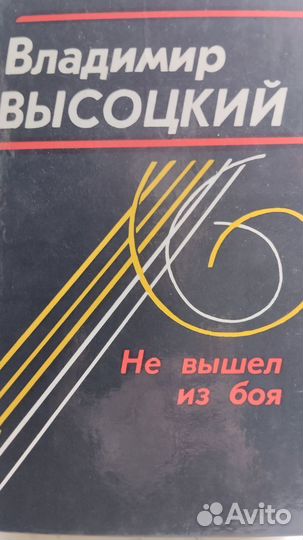 Владимир
ВЫСОЦКИЙ
Не вышел
из боя
Avito